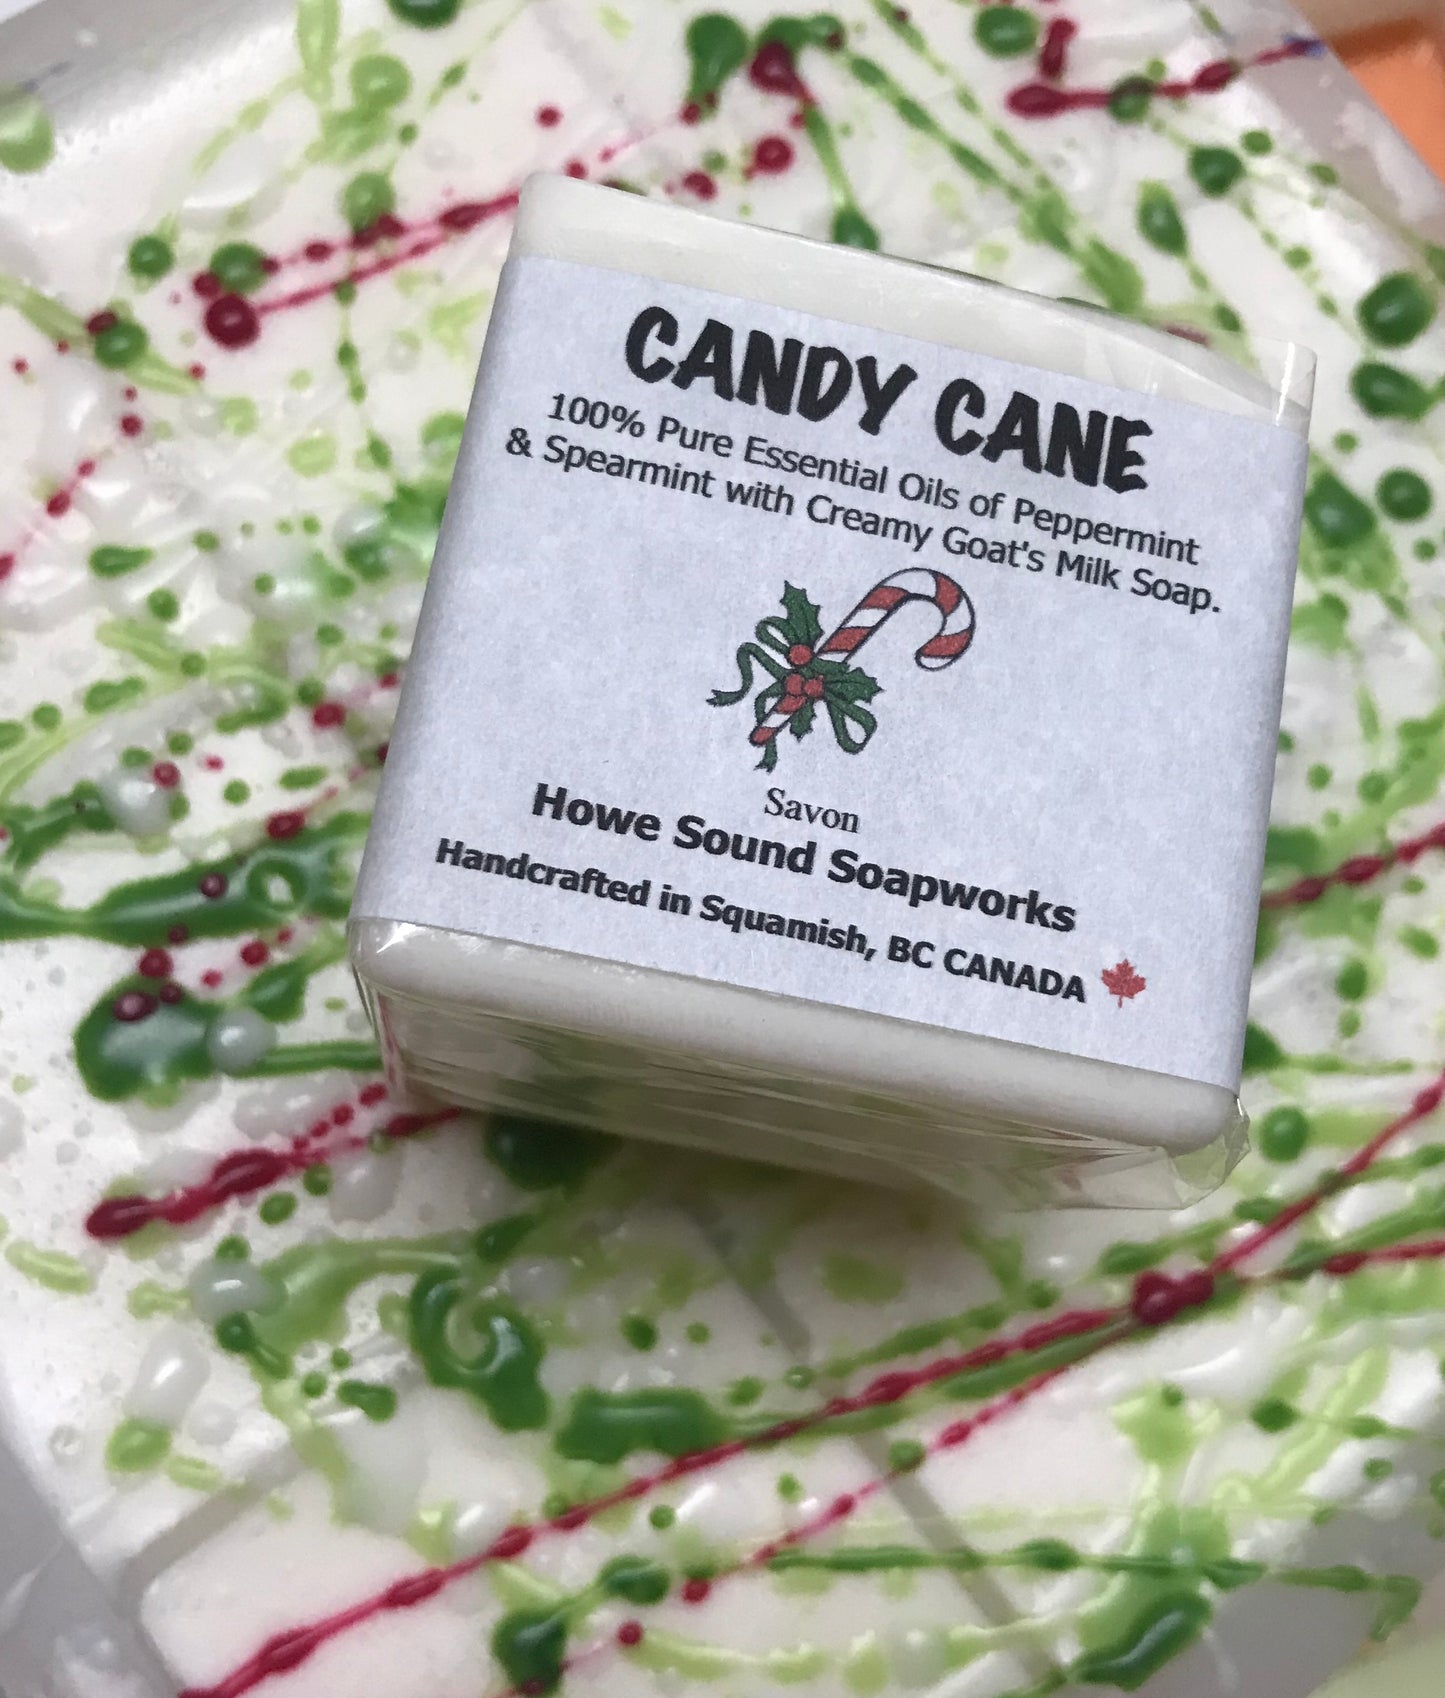 CANDY CANE
100% Pure Essential Oils of Peppermint
& Spearmint with Creamy Goat's Milk Soap.
Savon
Howe Sound Soapworks
Handcrafted in Squamish, BC CANADA